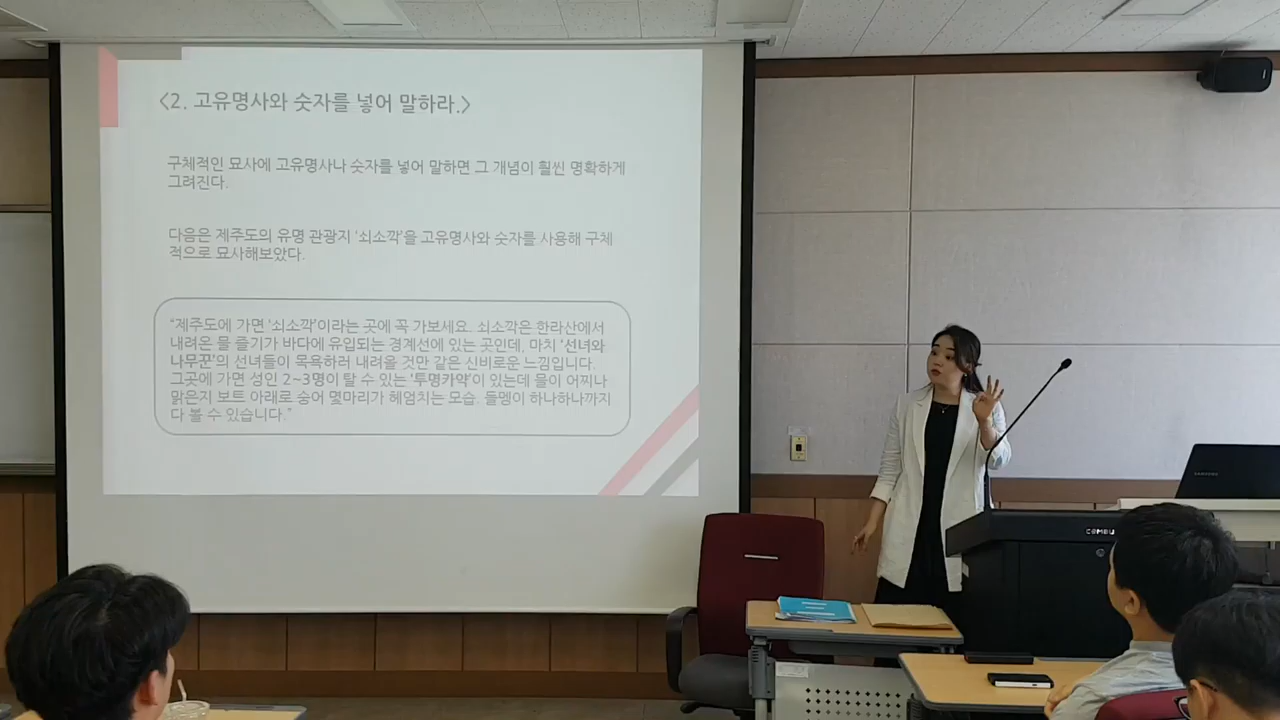 <2. 고유명사와 숫자를 넣어 말하라.>
구체적인 묘사에 고유명사나 숫자를 넣어 말하면 그 개념이 훨씬 명확하게
그려진다.
다음은 제주도의 유명 관광지 '쇠소깍'을 고유명사와 숫자를 사용해 구체
적으로 묘사해보았다.
"제주도에 가면 '쇠소깍'이라는 곳에 꼭 가보세요. 쇠소깍은 한라산에서
내려온 물 줄기가 바다에 유입되는 경계선에 있는 곳인데, 마치 '선녀와
나무꾼'의 선녀들이 목욕하러 내려올 것만 같은 신비로운 느낌입니다.
그곳에 가면 성인 2~3명이 탈 수 있는 '투명카약'이 있는데 물이 어찌나
맑은지 보트 아래로 숭어 몇마리가 헤엄치는 모습. 돌멩이 하나하나까지
다 볼 수 있습니다."
SAMSUNG